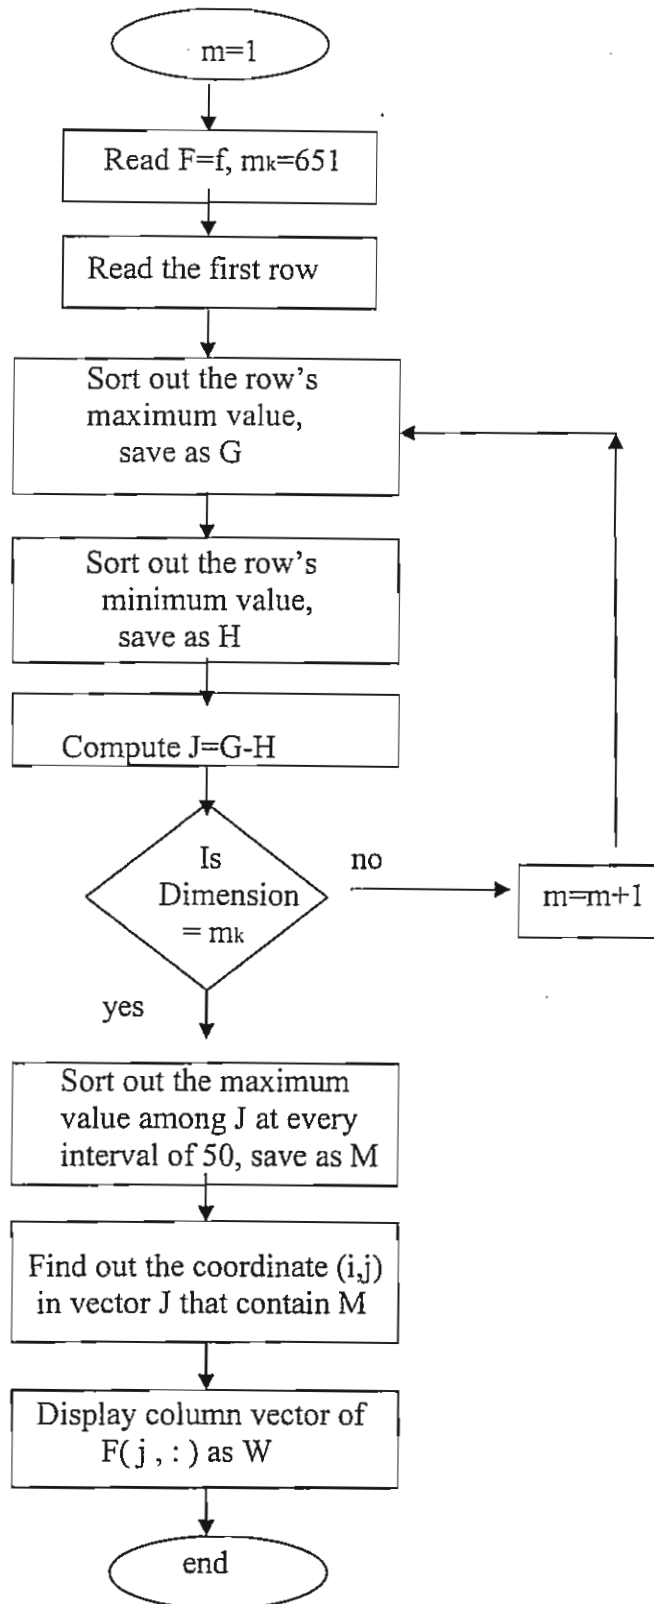 m=1
Read F=f, mk=651
Read the first row
Sort out the row's
maximum value,
save as G
Sort out the row's
minimum value,
save as H
Compute J=G-H
Is
Dimension
= mk
no
m=m+1
yes
Sort out the maximum
value among J at every
interval of 50, save as M
Find out the coordinate (i,j)
in vector J that contain M
Display column vector of
F( j , : ) as W
end